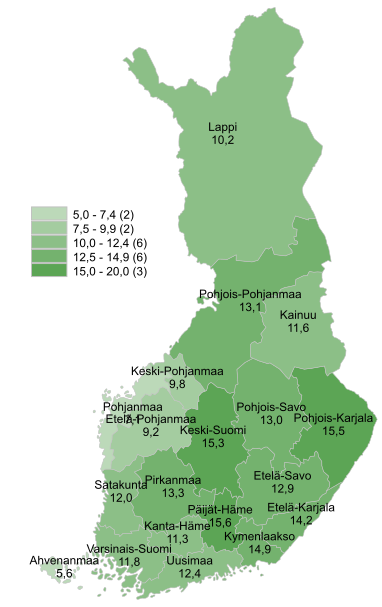 Lappi
10,2
5,0 - 7,4 (2)
7,5 - 9,9 (2)
10,0 - 12,4 (6)
12,5 - 14,9 (6)
15,0 - 20,0 (3)
Pohjois-Pohjanmaa
13,1
Kainuu
11,6
Keski-Pohjanmaa
9,8
Pohjanmaa
Etelä-Pohjanmaa
9,2
Keski-Suomi
15,3
Pohjois-Savo
13,0
Pohjois-Karjala
15,5
Satakunta
12,0
Pirkanmaa
13,3
Etelä-Savo
12,9
Päijät-Häme
15,6
Etelä-Karjala
14,2
Kanta-Häme
11,3
Kymenlaakso
14,9
Varsinais-Suomi
11,8
Uusimaa
12,4
Ahvenanmaa
5,6